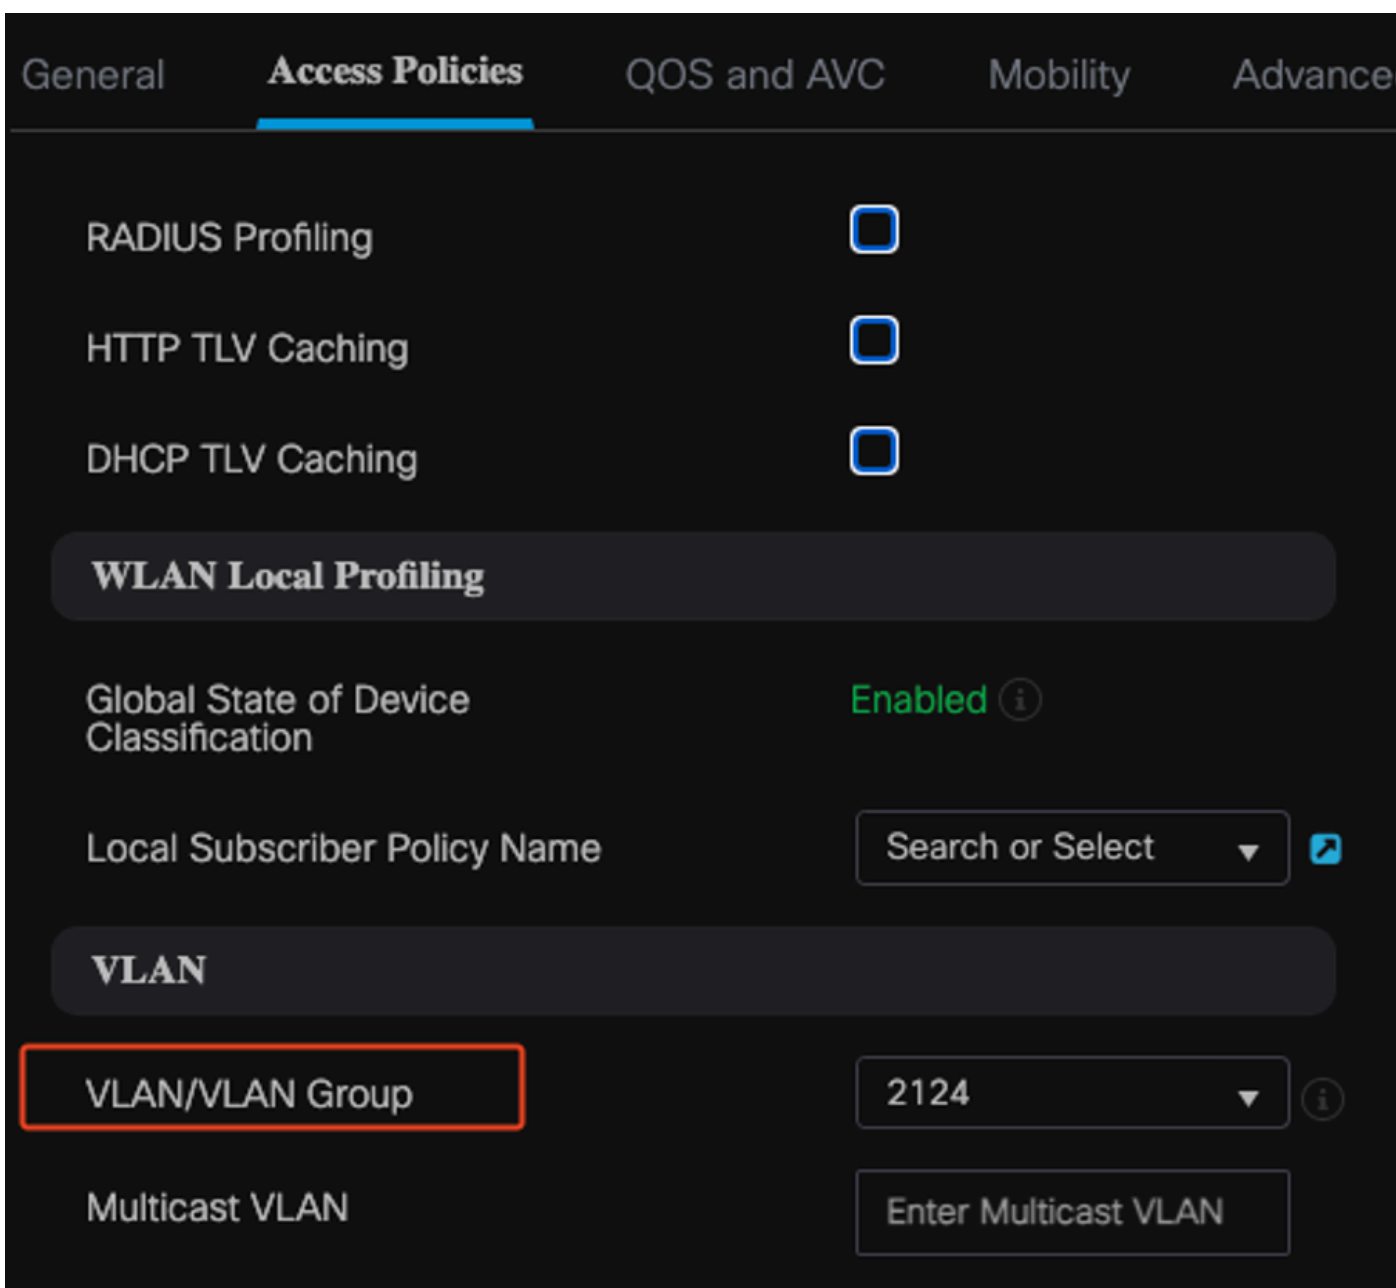 General Access Policies QOS and AVC Mobility Advance
RADIUS Profiling
HTTP TLV Caching
DHCP TLV Caching
WLAN Local Profiling
Global State of Device Enabled
Classification
Local Subscriber Policy Name Search or Select
VLAN
VLAN/VLAN Group 2124
Multicast VLAN Enter Multicast VLAN